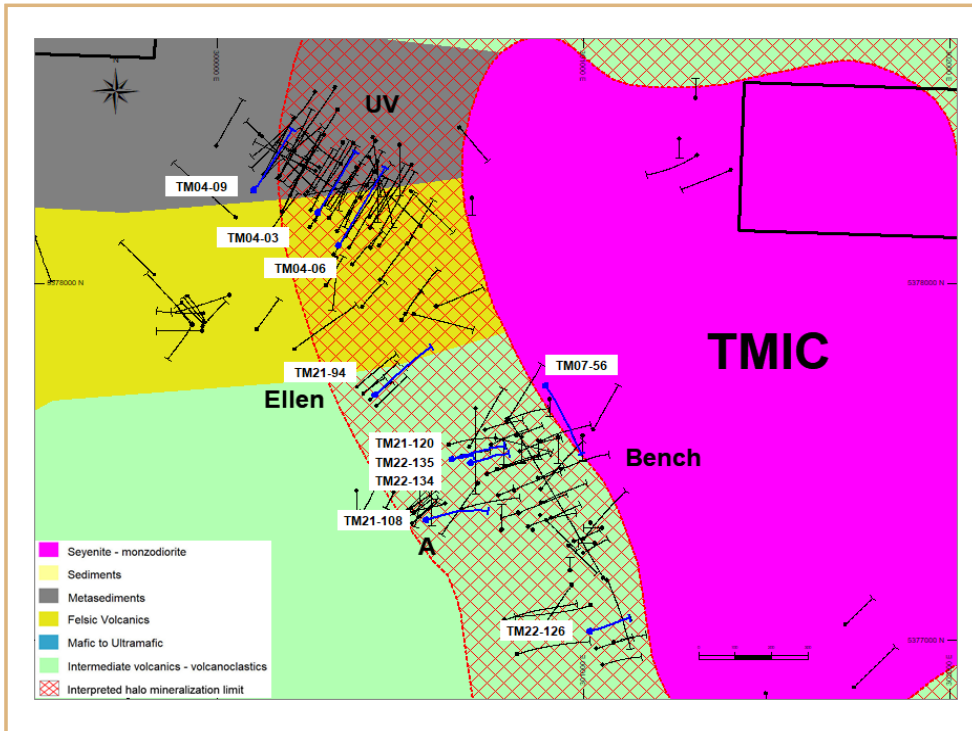 N
UV
TM04-09
TM04-03
TM04-06
TMIC
TM21-94
Ellen
TM07-56
TM21-120
TM22-135
TM22-134
Bench
TM21-108
A
TM22-126
Seyenite - monzodiorite
Sediments
Metasediments
Felsic Volcanics
Mafic to Ultramafic
Intermediate volcanics - volcanoclastics
Interpreted halo mineralization limit
5377000 N